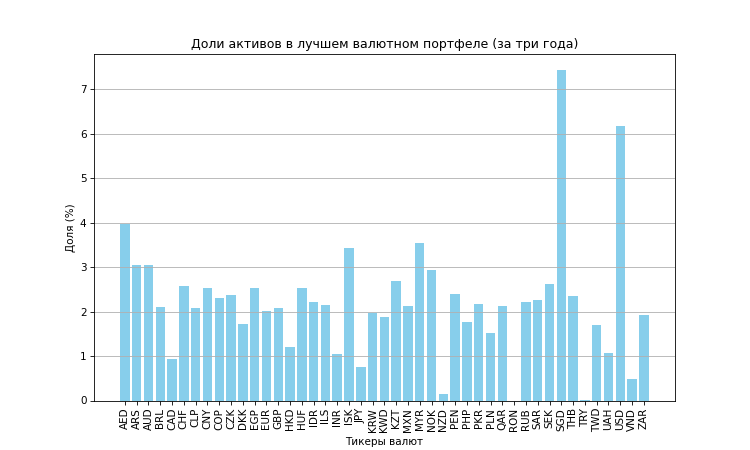 Доли активов в лучшем валютном портфеле (за три года)
Доля (%)
7
6
5
4
3
2
1
0
AED ARS AUD BRL CAD CHF CLP CNY COP CZK DKK EGP EUR GBP HKD HUF IDR ILS INR ISK JPY KRW KWD KZT MXN MYR NOK NZD PEN PHP PKR PLN QAR RON RUB SAR SEK SGD THB TRY TWD UAH USD VND ZAR
Тикеры валют